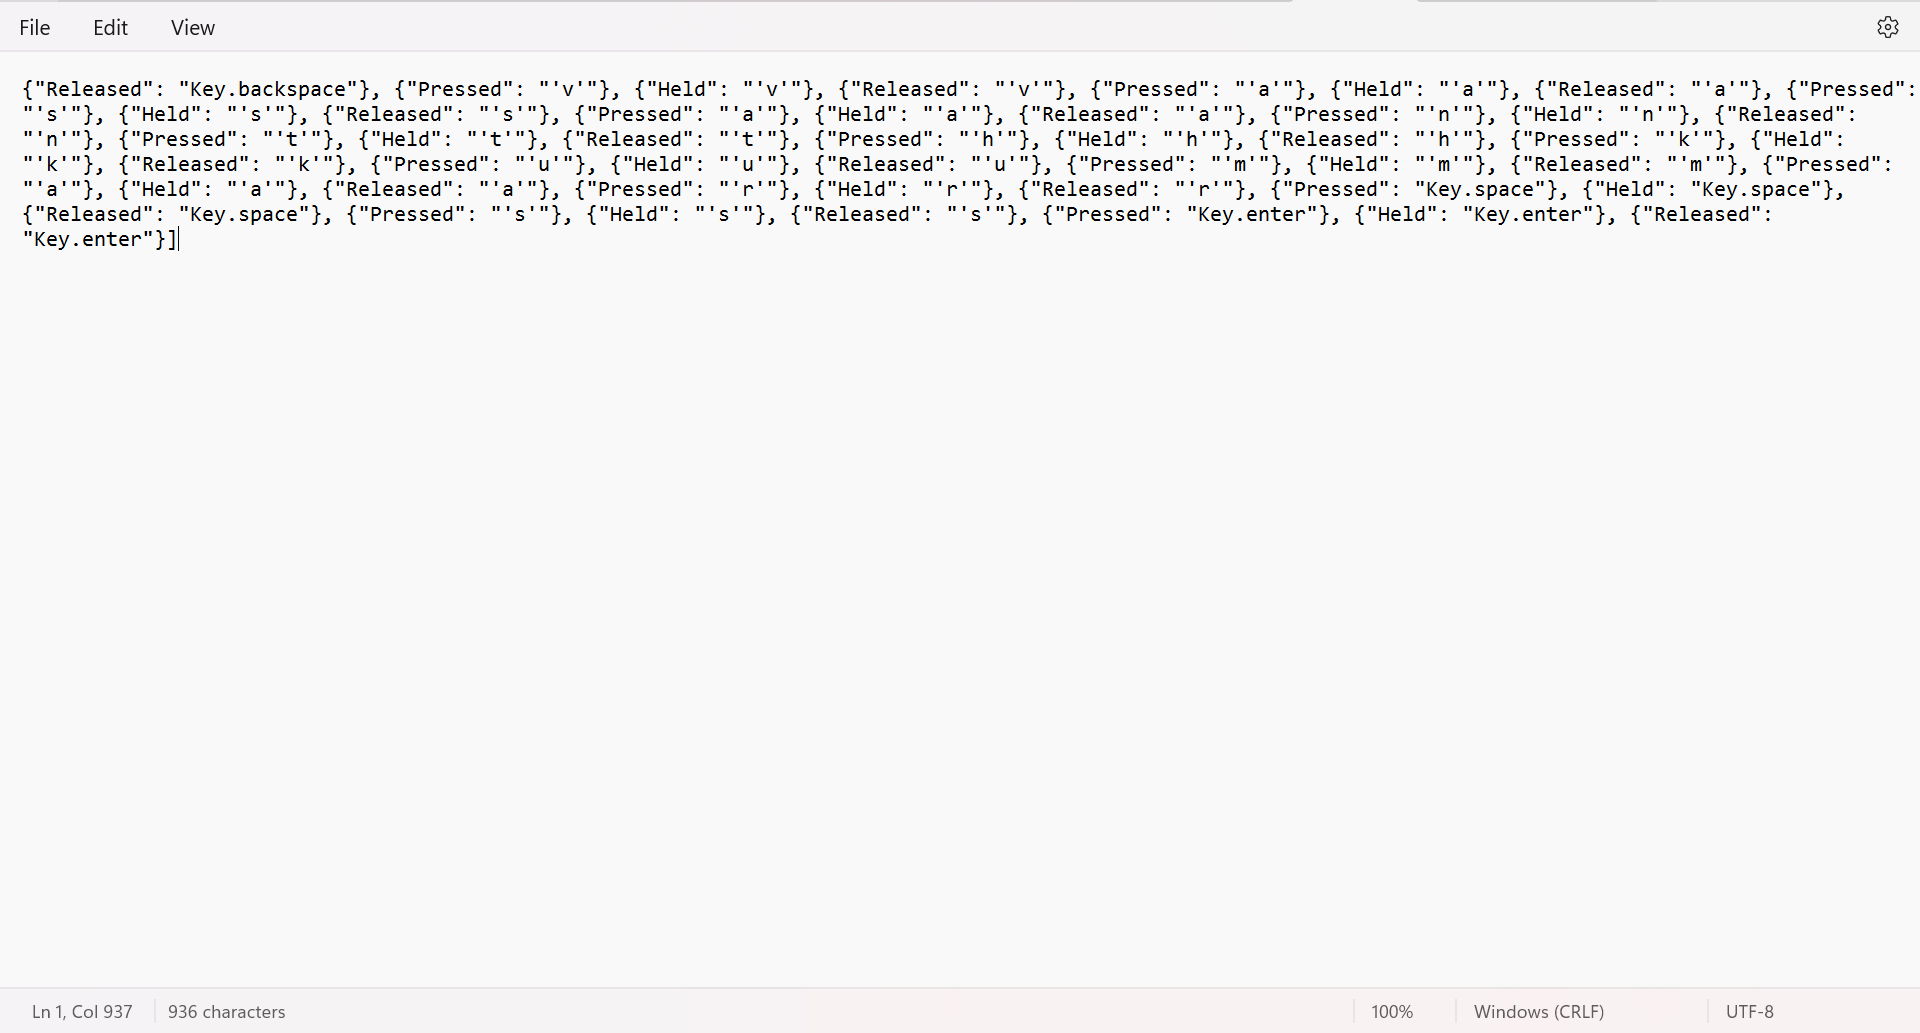 File Edit View
{"Released": "Key.backspace"}, {"Pressed": "'v'"}, {"Held": "'v'"}, {"Released": "'v'"}, {"Pressed": "'a'"}, {"Held": "'a'"}, {"Released": "'a'"}, {"Pressed":
"'s'"}, {"Held": "'s'"}, {"Released": "'s'"}, {"Pressed": "'a'"}, {"Held": "'a'"}, {"Released": "'a'"}, {"Pressed": "'n'"}, {"Held": "'n'"}, {"Released":
"'n'"}, {"Pressed": "'t'"}, {"Held": "'t'"}, {"Released": "'t'"}, {"Pressed": "'h'"}, {"Held": "'h'"}, {"Released": "'h'"}, {"Pressed": "'k'"}, {"Held":
"'k'"}, {"Released": "'k'"}, {"Pressed": "'u'"}, {"Held": "'u'"}, {"Released": "'u'"}, {"Pressed": "'m'"}, {"Held": "'m'"}, {"Released": "'m'"}, {"Pressed":
"'a'"}, {"Held": "'a'"}, {"Released": "'a'"}, {"Pressed": "'r'"}, {"Held": "'r'"}, {"Released": "'r'"}, {"Pressed": "Key.space"}, {"Held": "Key.space"},
{"Released": "Key.space"}, {"Pressed": "'s'"}, {"Held": "'s'"}, {"Released": "'s'"}, {"Pressed": "Key.enter"}, {"Held": "Key.enter"}, {"Released":
"Key.enter"}]
Ln 1, Col 937 936 characters 100% Windows (CRLF) UTF-8